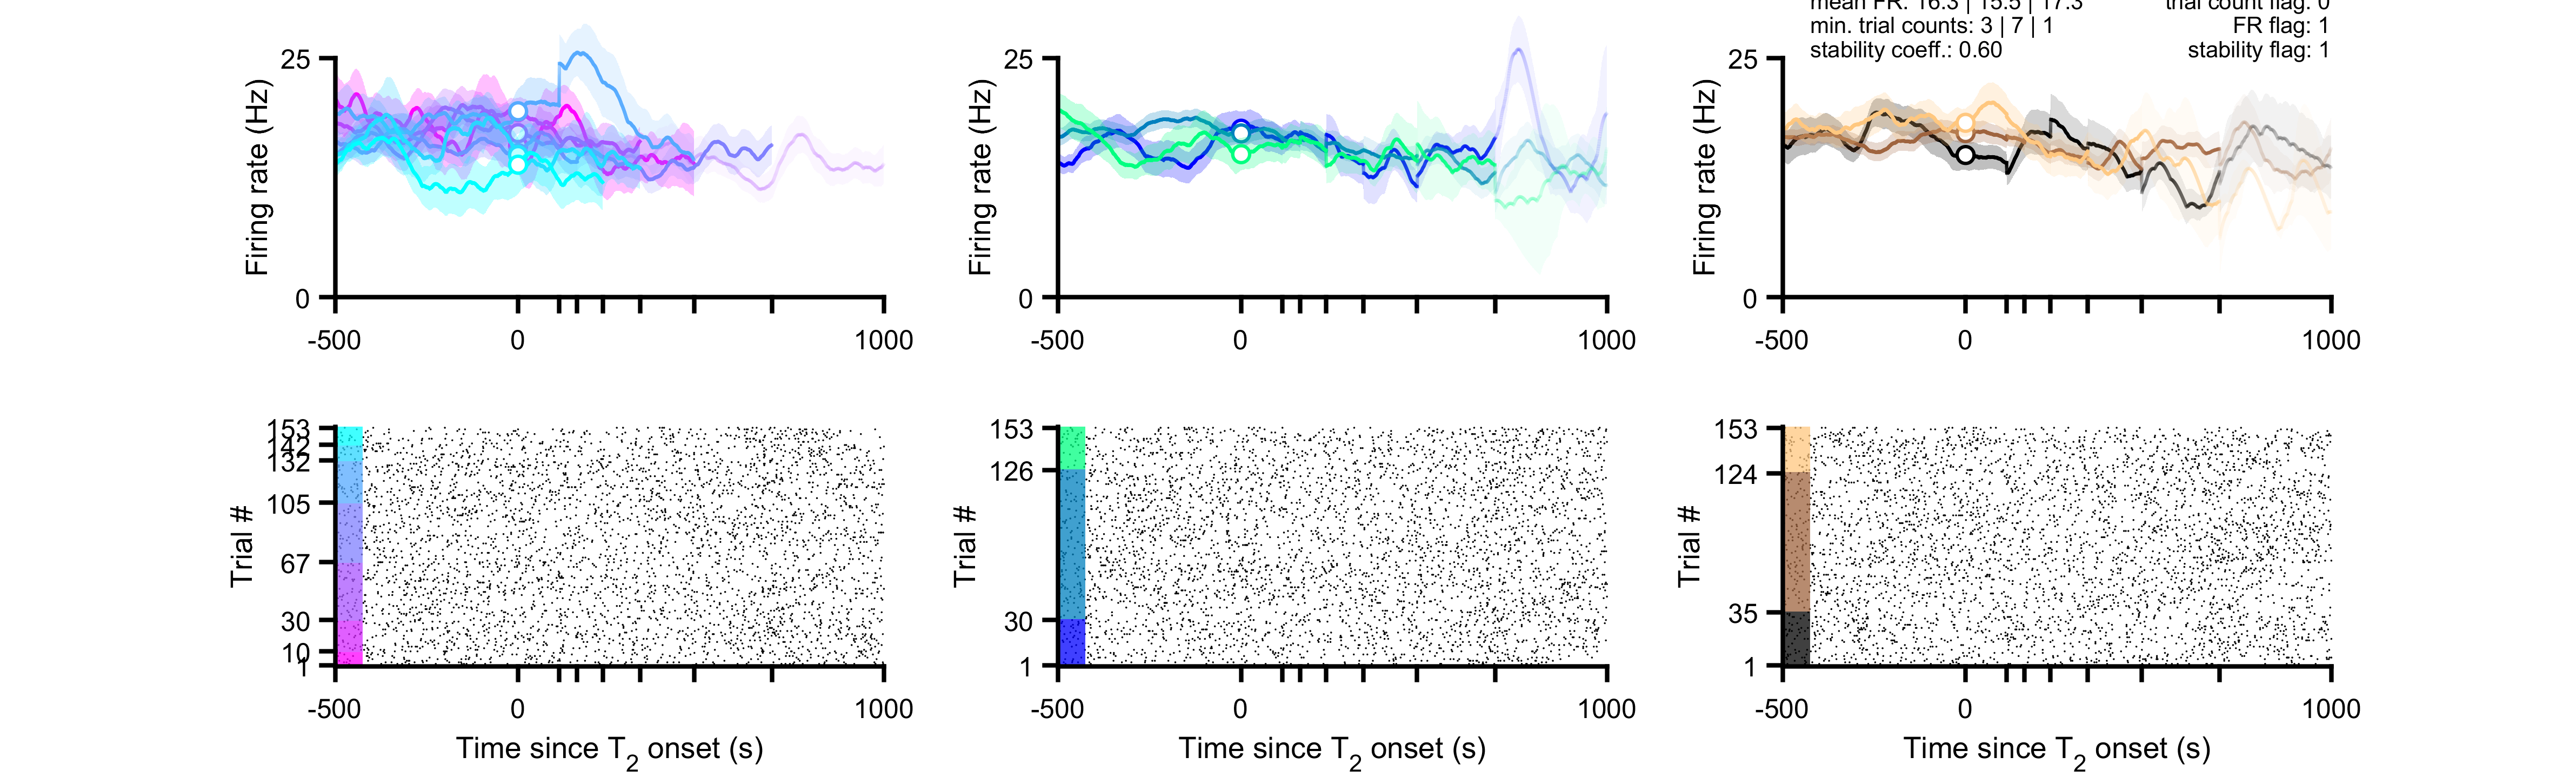 mean FR: 16.3 | 15.5 | 17.3 trial count flag: 0
min. trial counts: 3 | 7 | 1 FR flag: 1
stability coeff.: 0.60 stability flag: 1
25
0
Firing rate (Hz)
-500 0 1000
25
0
Firing rate (Hz)
-500 0 1000
25
0
Firing rate (Hz)
-500 0 1000
153
142
132
105
67
30
10
1
Trial #
-500 0 1000
Time since T2 onset (s)
153
126
30
1
Trial #
-500 0 1000
Time since T2 onset (s)
153
124
35
1
Trial #
-500 0 1000
Time since T2 onset (s)